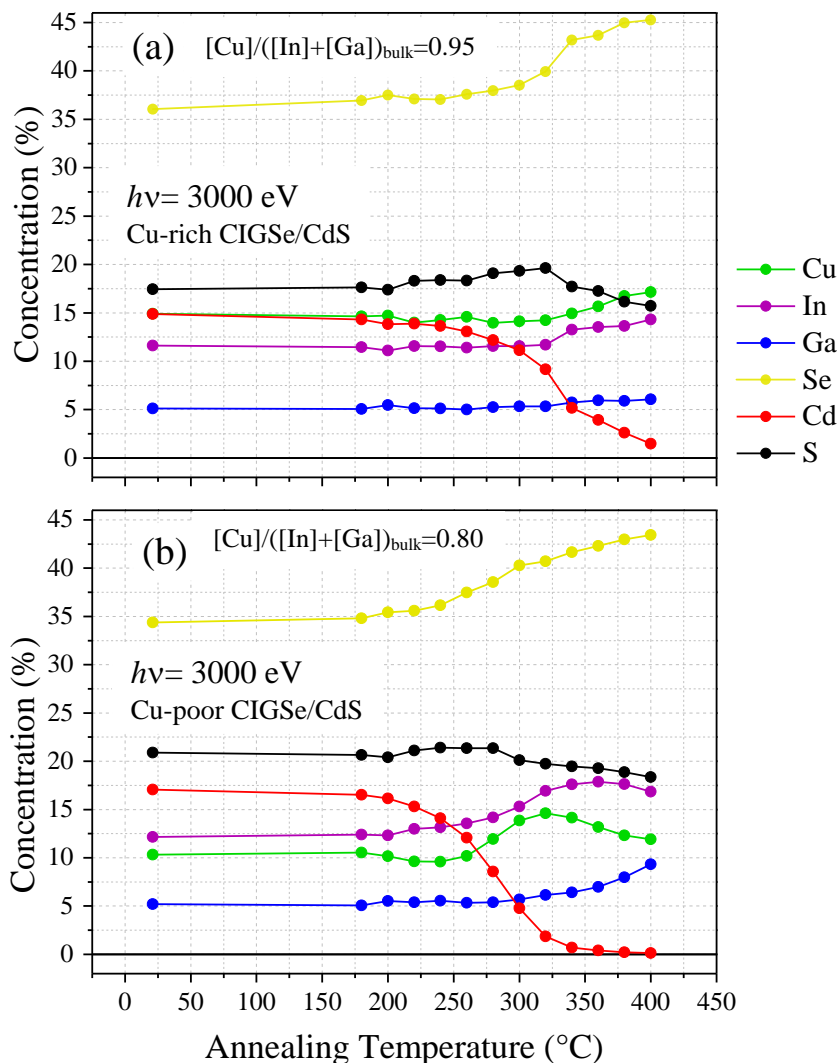 45
(a) [Cu]/([In]+[Ga])bulk=0.95
40
35
30
hν= 3000 eV
25
Cu-rich CIGSe/CdS
20
15
10
5
0
Concentration (%)
Cu
In
Ga
Se
Cd
S
45
(b) [Cu]/([In]+[Ga])bulk=0.80
40
35
30
hν= 3000 eV
25
Cu-poor CIGSe/CdS
20
15
10
5
0
Concentration (%)
0 50 100 150 200 250 300 350 400 450
Annealing Temperature (°C)